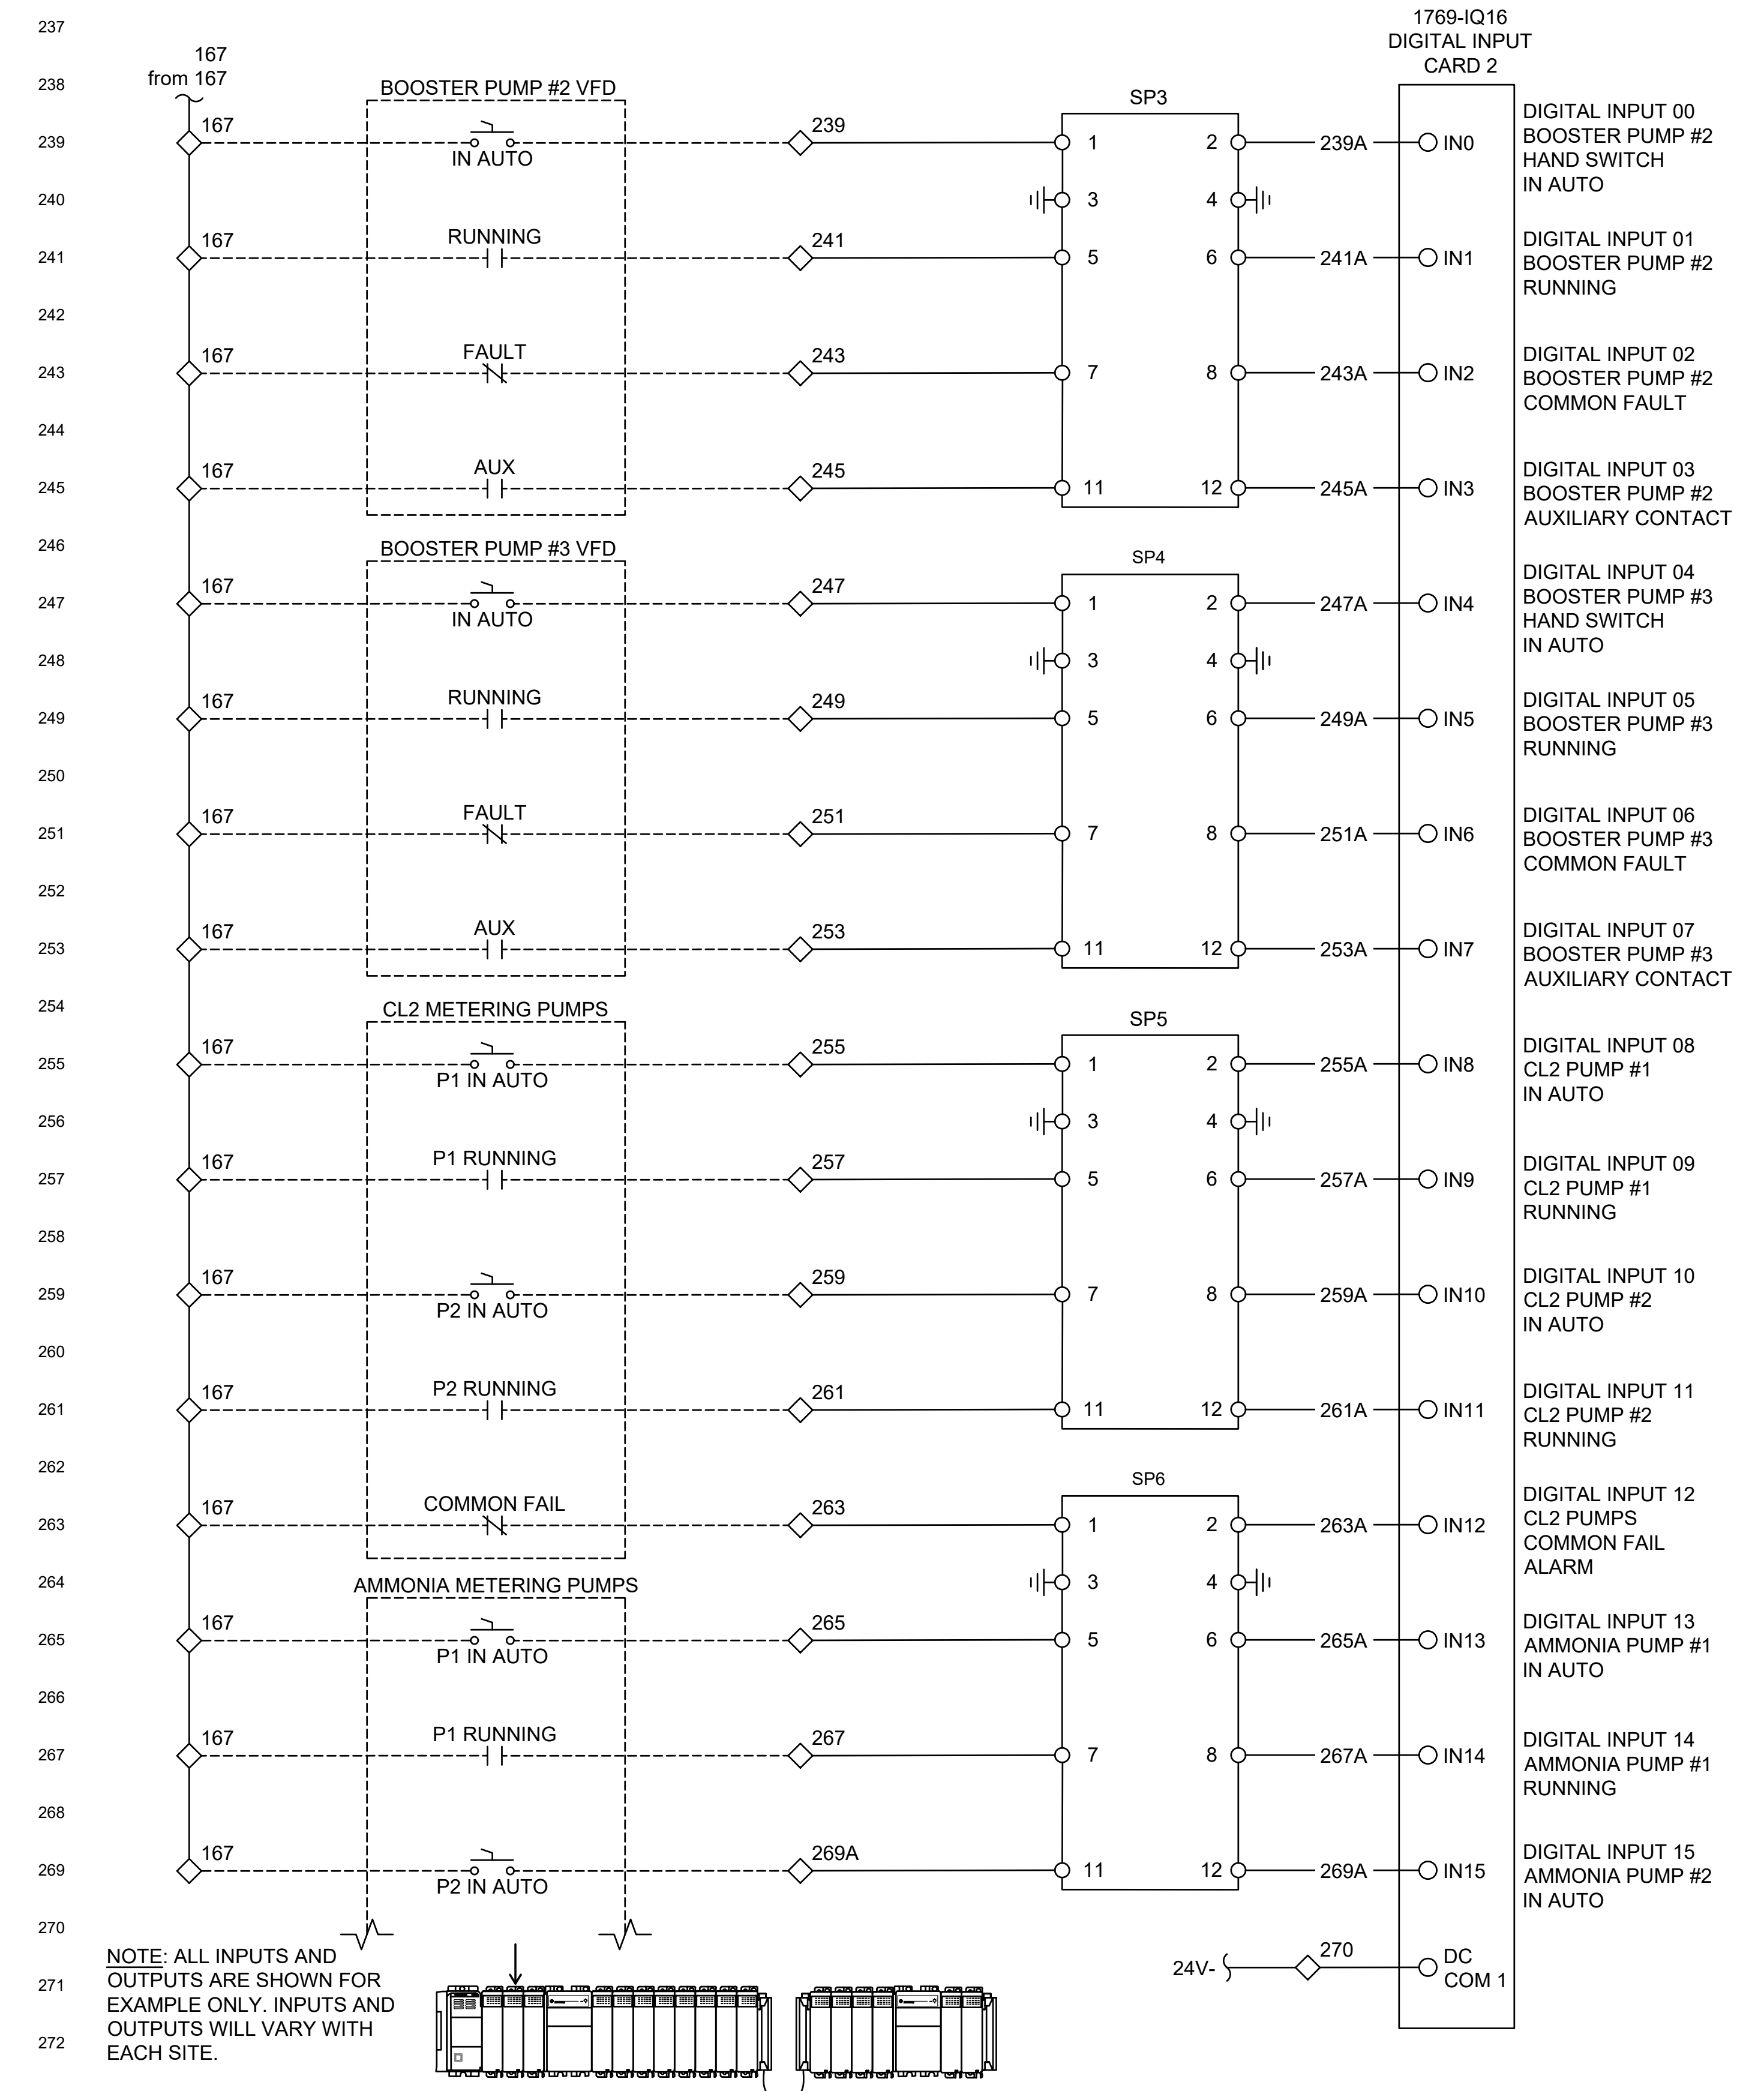 237
1769-IQ16
DIGITAL INPUT
CARD 2
167
from 167
238
BOOSTER PUMP #2 VFD
SP3
239
167
IN AUTO
239
1
2
239A
IN0
DIGITAL INPUT 00
BOOSTER PUMP #2
HAND SWITCH
IN AUTO
240
3
4
241
167
RUNNING
241
5
6
241A
IN1
DIGITAL INPUT 01
BOOSTER PUMP #2
RUNNING
242
243
167
FAULT
243
7
8
243A
IN2
DIGITAL INPUT 02
BOOSTER PUMP #2
COMMON FAULT
244
245
167
AUX
245
11
12
245A
IN3
DIGITAL INPUT 03
BOOSTER PUMP #2
AUXILIARY CONTACT
246
BOOSTER PUMP #3 VFD
SP4
247
167
IN AUTO
247
1
2
247A
IN4
DIGITAL INPUT 04
BOOSTER PUMP #3
HAND SWITCH
IN AUTO
248
3
4
249
167
RUNNING
249
5
6
249A
IN5
DIGITAL INPUT 05
BOOSTER PUMP #3
RUNNING
250
251
167
FAULT
251
7
8
251A
IN6
DIGITAL INPUT 06
BOOSTER PUMP #3
COMMON FAULT
252
253
167
AUX
253
11
12
253A
IN7
DIGITAL INPUT 07
BOOSTER PUMP #3
AUXILIARY CONTACT
254
CL2 METERING PUMPS
SP5
255
167
P1 IN AUTO
255
1
2
255A
IN8
DIGITAL INPUT 08
CL2 PUMP #1
IN AUTO
256
3
4
257
167
P1 RUNNING
257
5
6
257A
IN9
DIGITAL INPUT 09
CL2 PUMP #1
RUNNING
258
259
167
P2 IN AUTO
259
7
8
259A
IN10
DIGITAL INPUT 10
CL2 PUMP #2
IN AUTO
260
261
167
P2 RUNNING
261
11
12
261A
IN11
DIGITAL INPUT 11
CL2 PUMP #2
RUNNING
262
SP6
263
167
COMMON FAIL
263
1
2
263A
IN12
DIGITAL INPUT 12
CL2 PUMPS
COMMON FAIL
ALARM
264
AMMONIA METERING PUMPS
3
4
265
167
P1 IN AUTO
265
5
6
265A
IN13
DIGITAL INPUT 13
AMMONIA PUMP #1
IN AUTO
266
267
167
P1 RUNNING
267
7
8
267A
IN14
DIGITAL INPUT 14
AMMONIA PUMP #1
RUNNING
268
269
167
P2 IN AUTO
269A
11
12
269A
IN15
DIGITAL INPUT 15
AMMONIA PUMP #2
IN AUTO
270
24V-
270
DC
COM 1
271
272
NOTE: ALL INPUTS AND
OUTPUTS ARE SHOWN FOR
EXAMPLE ONLY. INPUTS AND
OUTPUTS WILL VARY WITH
EACH SITE.